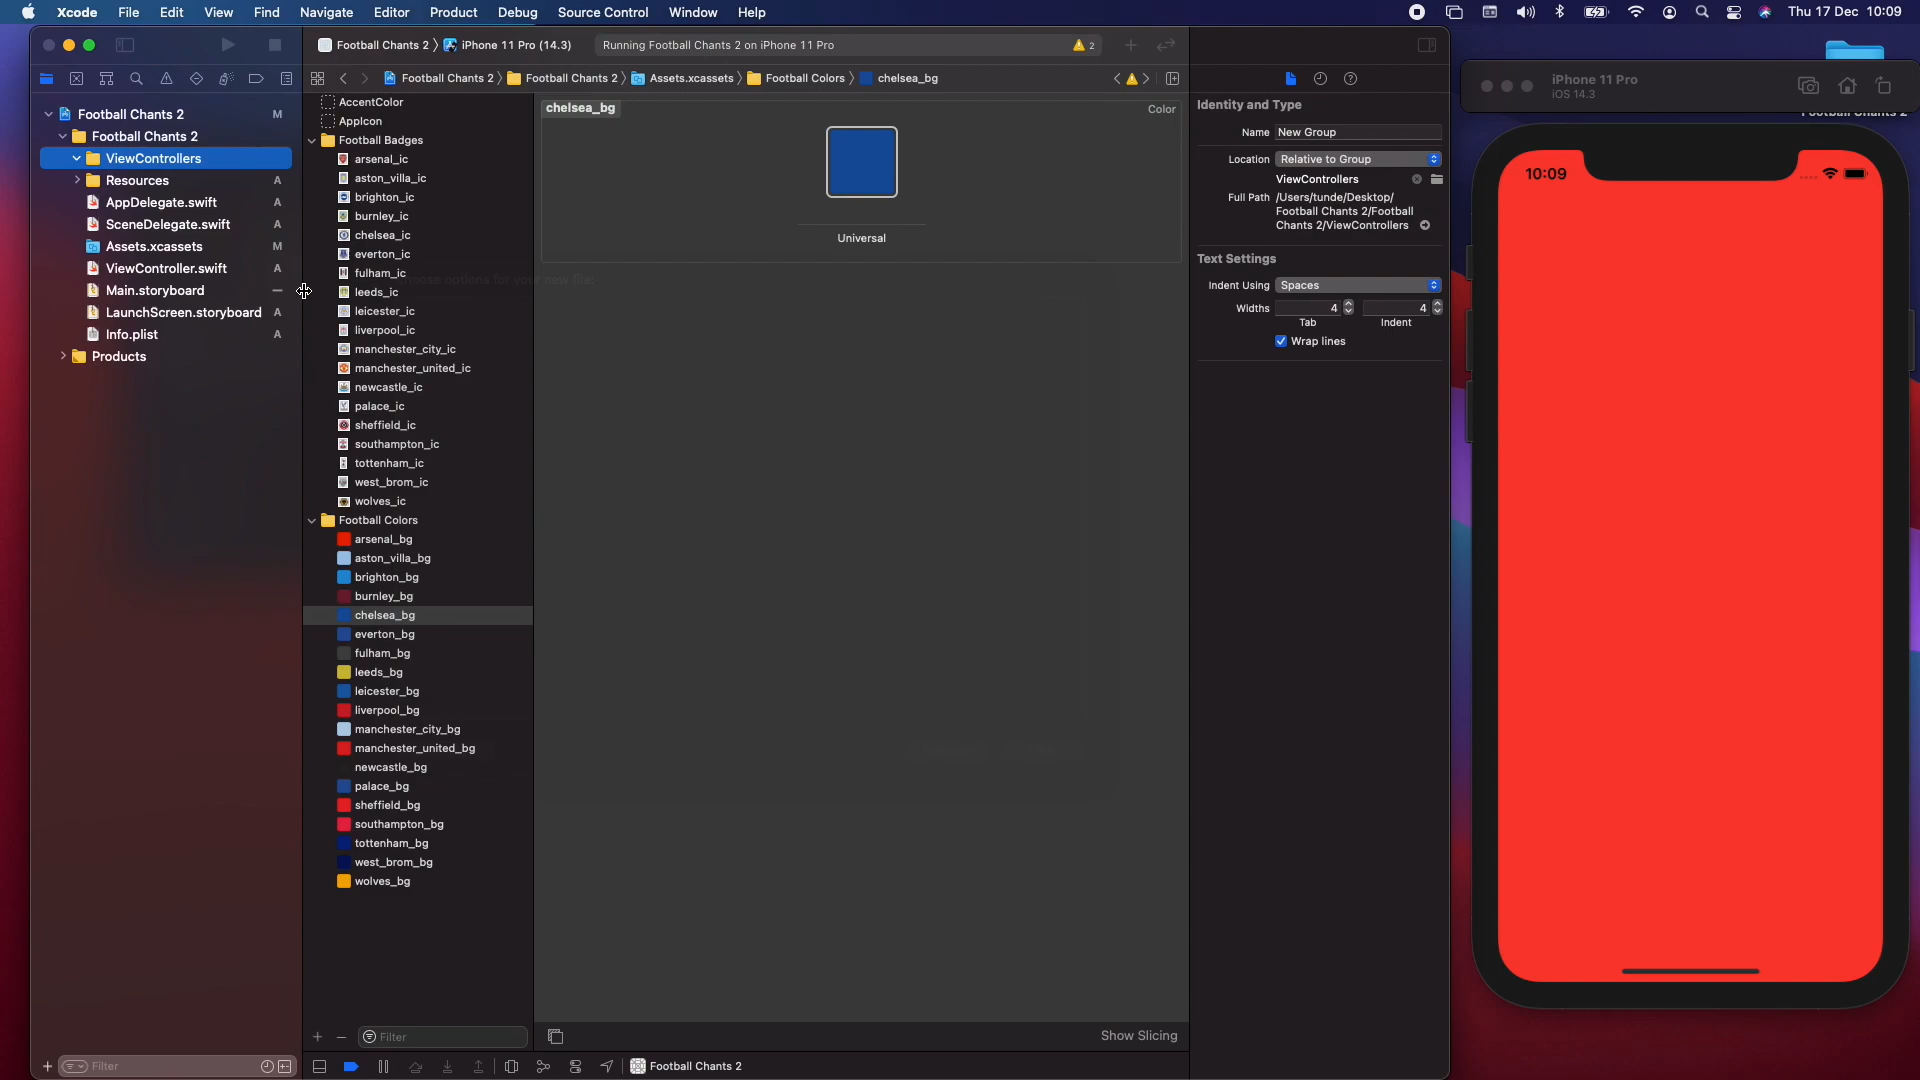 Xcode File Edit View Find Navigate Editor Product Debug Source Control Window Help
Thu 17 Dec 10:09
Football Chants 2 iPhone 11 Pro (14.3)
Running Football Chants 2 on iPhone 11 Pro
2
Football Chants 2 Football Chants 2 Assets.xcassets Football Colors chelsea_bg
Football Chants 2 M
Football Chants 2
ViewControllers
Resources A
AppDelegate.swift A
SceneDelegate.swift A
Assets.xcassets M
ViewController.swift A
Main.storyboard
LaunchScreen.storyboard A
Info.plist A
Products
Filter
AccentColor
AppIcon
Football Badges
arsenal_ic
aston_villa_ic
brighton_ic
burnley_ic
chelsea_ic
everton_ic
fulham_ic
leeds_ic
leicester_ic
liverpool_ic
manchester_city_ic
manchester_united_ic
newcastle_ic
palace_ic
sheffield_ic
southampton_ic
tottenham_ic
west_brom_ic
wolves_ic
Football Colors
arsenal_bg
aston_villa_bg
brighton_bg
burnley_bg
chelsea_bg
everton_bg
fulham_bg
leeds_bg
leicester_bg
liverpool_bg
manchester_city_bg
manchester_united_bg
newcastle_bg
palace_bg
sheffield_bg
southampton_bg
tottenham_bg
west_brom_bg
wolves_bg
Filter
chelsea_bg
Color
Universal
options for your new file:
Show Slicing
Football Chants 2
Identity and Type
Name New Group
Location Relative to Group
ViewControllers
Full Path /Users/tunde/Desktop/
Football Chants 2/Football
Chants 2/ViewControllers
Text Settings
Indent Using Spaces
Widths 4 4
Tab Indent
Wrap lines
iPhone 11 Pro
iOS 14.3
Football Chants 2
10:09